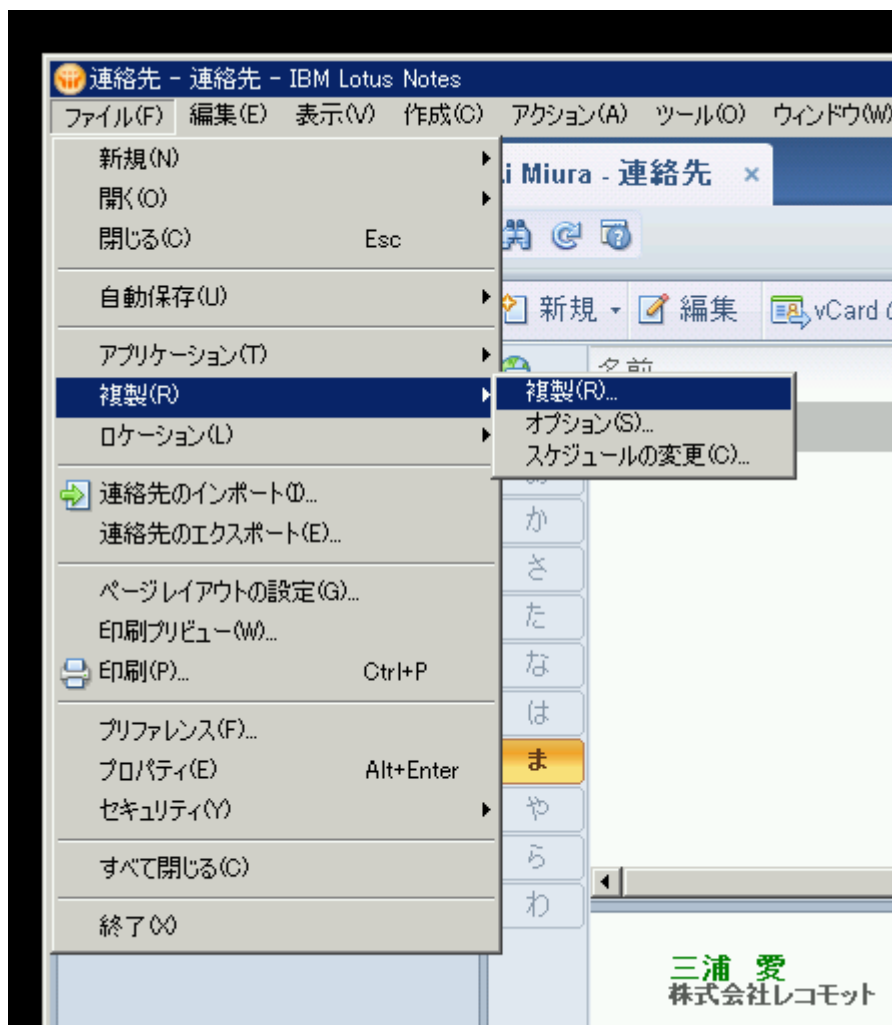 連絡先 - 連絡先 - IBM Lotus Notes
ファイル(F) 編集(E) 表示(V) 作成(C) アクション(A) ツール(O) ウィンドウ(W)
新規(N)
開く(O)
閉じる(C) Esc
自動保存(U)
アプリケーション(T)
複製(R)
ロケーション(L)
連絡先のインポート(I)...
連絡先のエクスポート(E)...
ページレイアウトの設定(G)...
印刷プリビュー(W)...
印刷(P)... Ctrl+P
プリファレンス(F)...
プロパティ(E) Alt+Enter
セキュリティ(Y)
すべて閉じる(C)
終了(X)
複製(R)...
オプション(S)...
スケジュールの変更(C)...
i Miura - 連絡先
新規 編集 vCard
名前
か
さ
た
な
は
ま
や
ら
わ
三浦 愛
株式会社レコモット